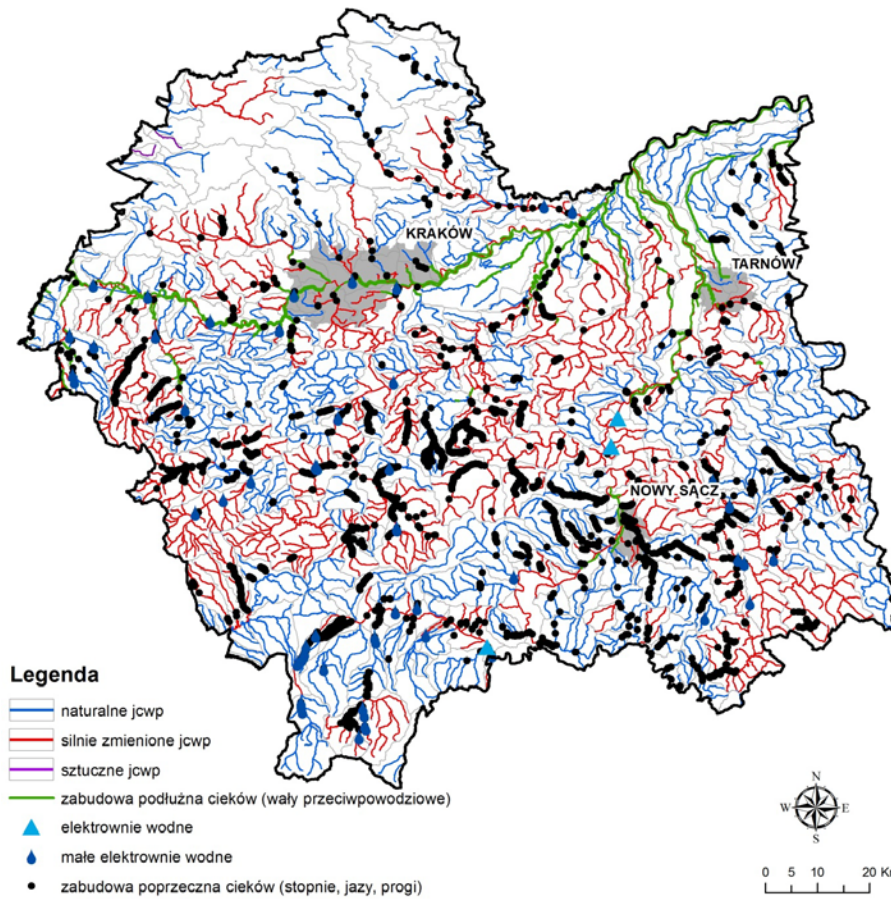 KRAKÓW
TARNÓW
NOWY SĄCZ
Legenda
naturalne jcwp
silnie zmienione jcwp
sztuczne jcwp
zabudowa podłużna cieków (wały przeciwpowodziowe)
elektrownie wodne
małe elektrownie wodne
zabudowa poprzeczna cieków (stopnie, jazy, progi)
N
W E
S
0 5 10 20 K